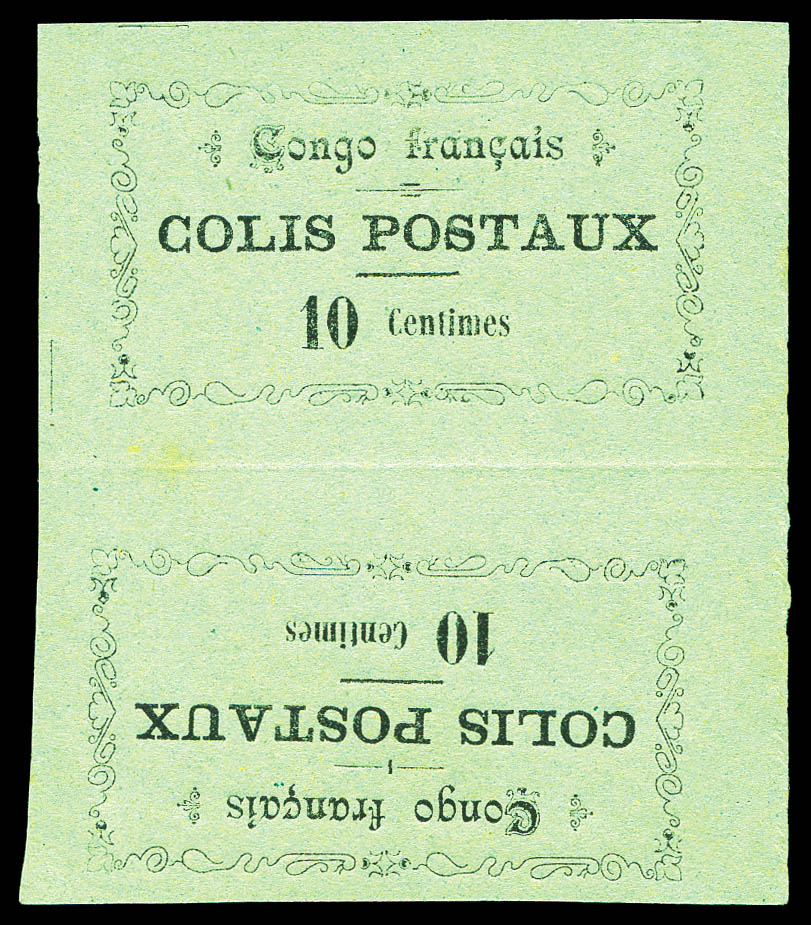 Congo français
COLIS POSTAUX
10 Centimes
10 Centimes
COLIS POSTAUX
Congo français